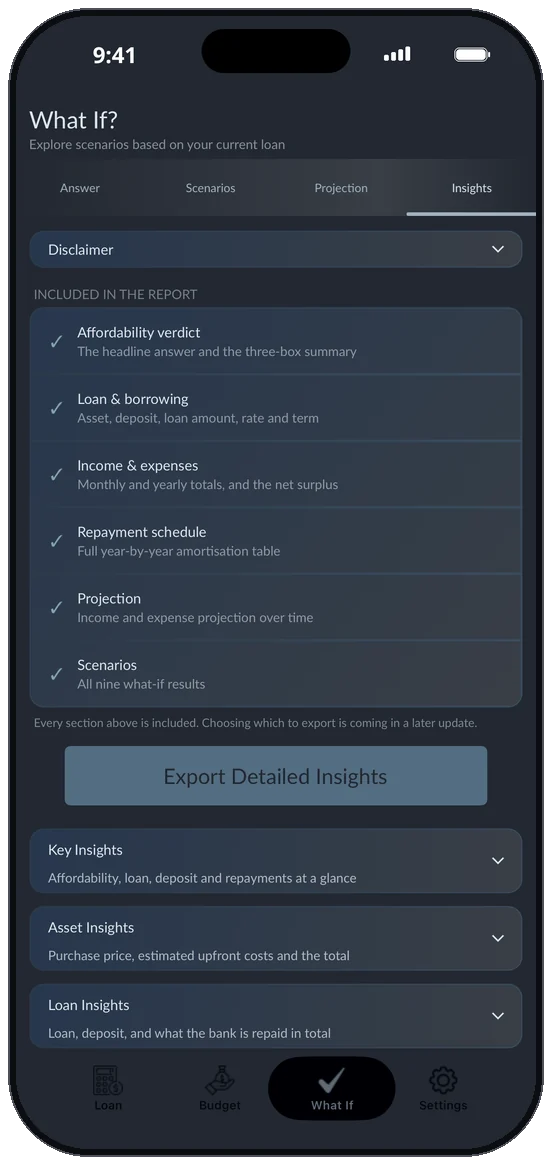 9:41
What If?
Explore scenarios based on your current loan
Answer
Scenarios
Projection
Insights
Disclaimer
INCLUDED IN THE REPORT
Affordability verdict
The headline answer and the three-box summary
Loan & borrowing
Asset, deposit, loan amount, rate and term
Income & expenses
Monthly and yearly totals, and the net surplus
Repayment schedule
Full year-by-year amortisation table
Projection
Income and expense projection over time
Scenarios
All nine what-if results
Every section above is included. Choosing which to export is coming in a later update.
Export Detailed Insights
Key Insights
Affordability, loan, deposit and repayments at a glance
Asset Insights
Purchase price, estimated upfront costs and the total
Loan Insights
Loan, deposit, and what the bank is repaid in total
Loan
Budget
What If
Settings